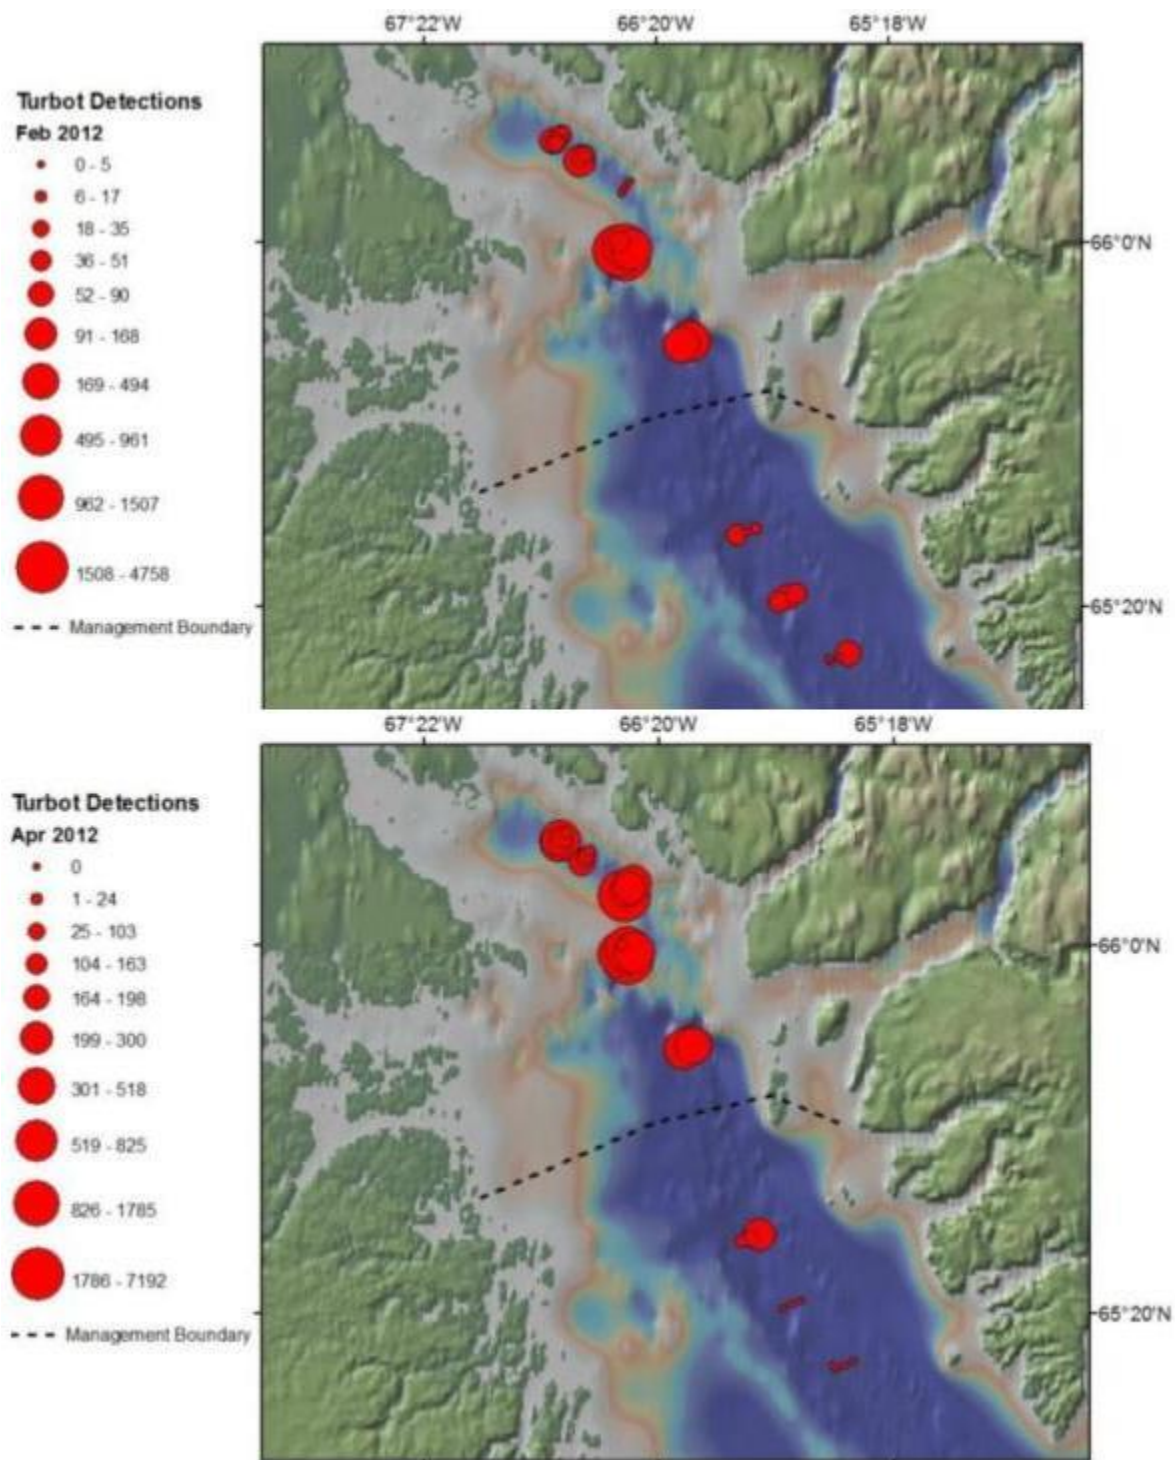 67°22'W 66°20'W 65°18'W
Turbot Detections
Feb 2012
0 - 5
6 - 17
18 - 35
36 - 51
52 - 90
91 - 168
169 - 494
495 - 961
962 - 1507
1508 - 4758
Management Boundary
66°0'N
65°20'N
67°22'W 66°20'W 65°18'W
Turbot Detections
Apr 2012
0
1 - 24
25 - 103
104 - 163
164 - 198
199 - 300
301 - 518
519 - 825
826 - 1785
1786 - 7192
Management Boundary
66°0'N
65°20'N